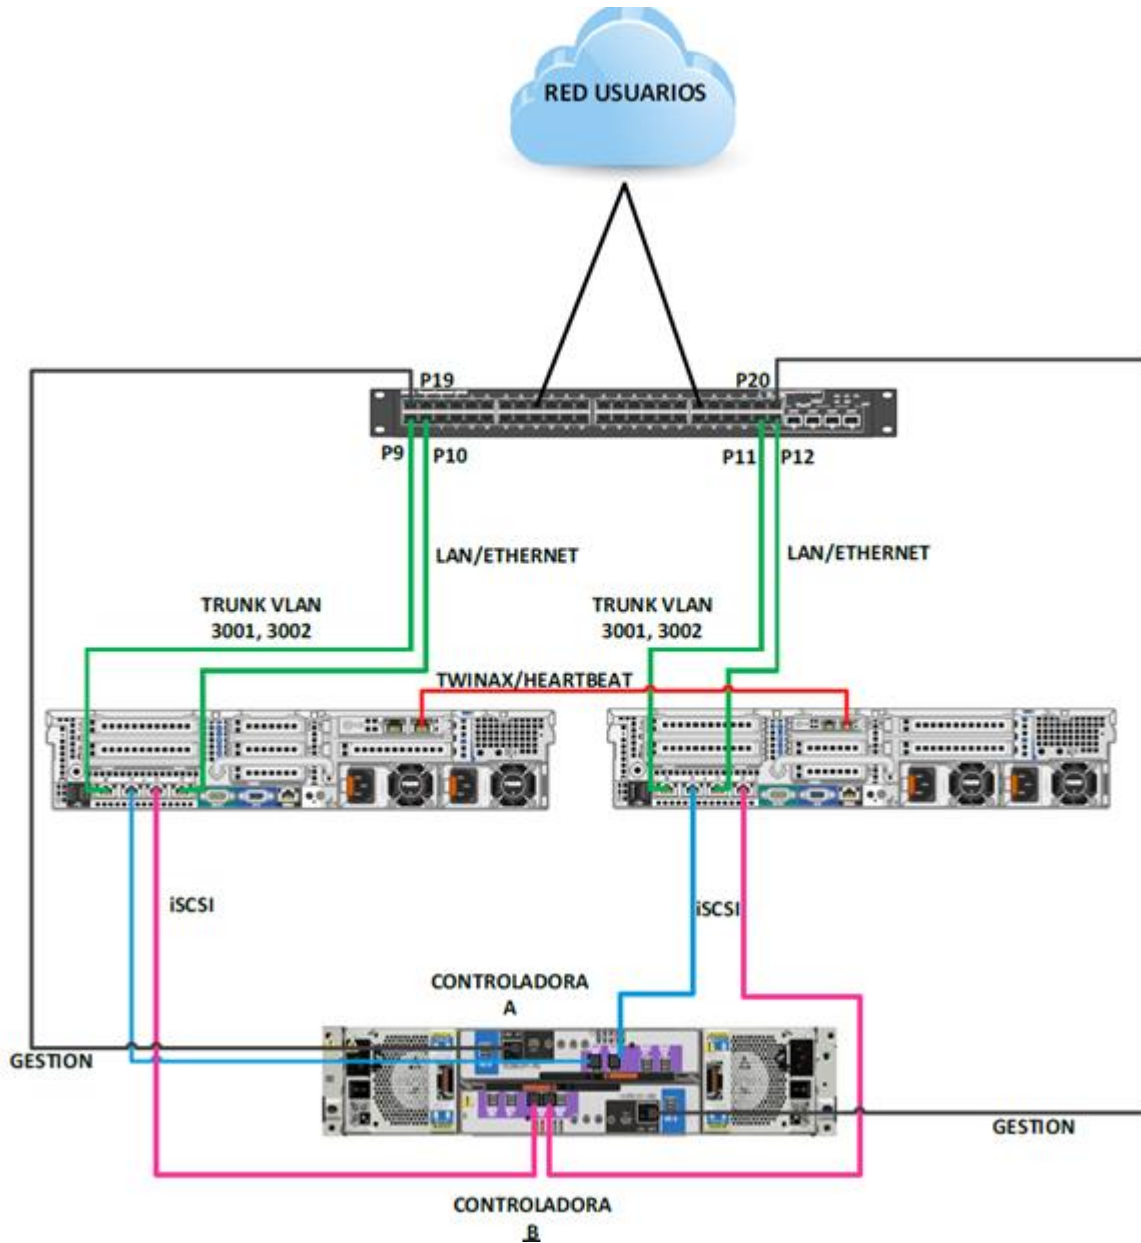 RED USUARIOS
P19
P20
P9
P10
P11
P12
LAN/ETHERNET
LAN/ETHERNET
TRUNK VLAN
3001, 3002
TRUNK VLAN
3001, 3002
TWINAX/HEARTBEAT
iSCSI
iSCSI
CONTROLADORA
A
GESTION
GESTION
CONTROLADORA
B